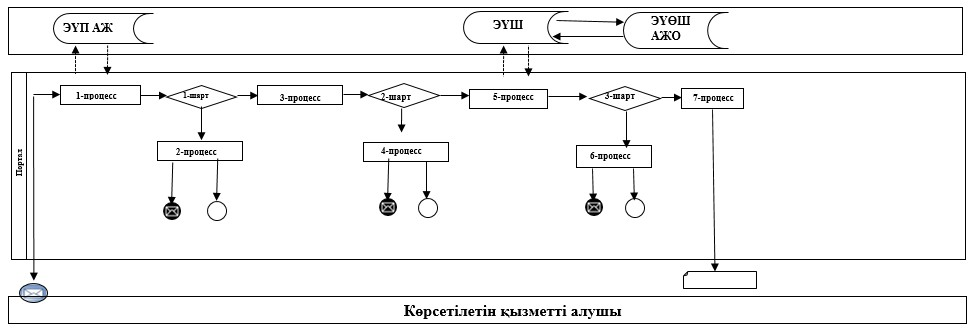 ЭҮП АЖ
ЭҮШ
ЭҮӨШ
АЖО
1-процесс
1-шарт
3-процесс
2-шарт
5-процесс
3-шарт
7-процесс
2-процесс
4-процесс
6-процесс
Портал
Көрсетілетін қызметті алушы